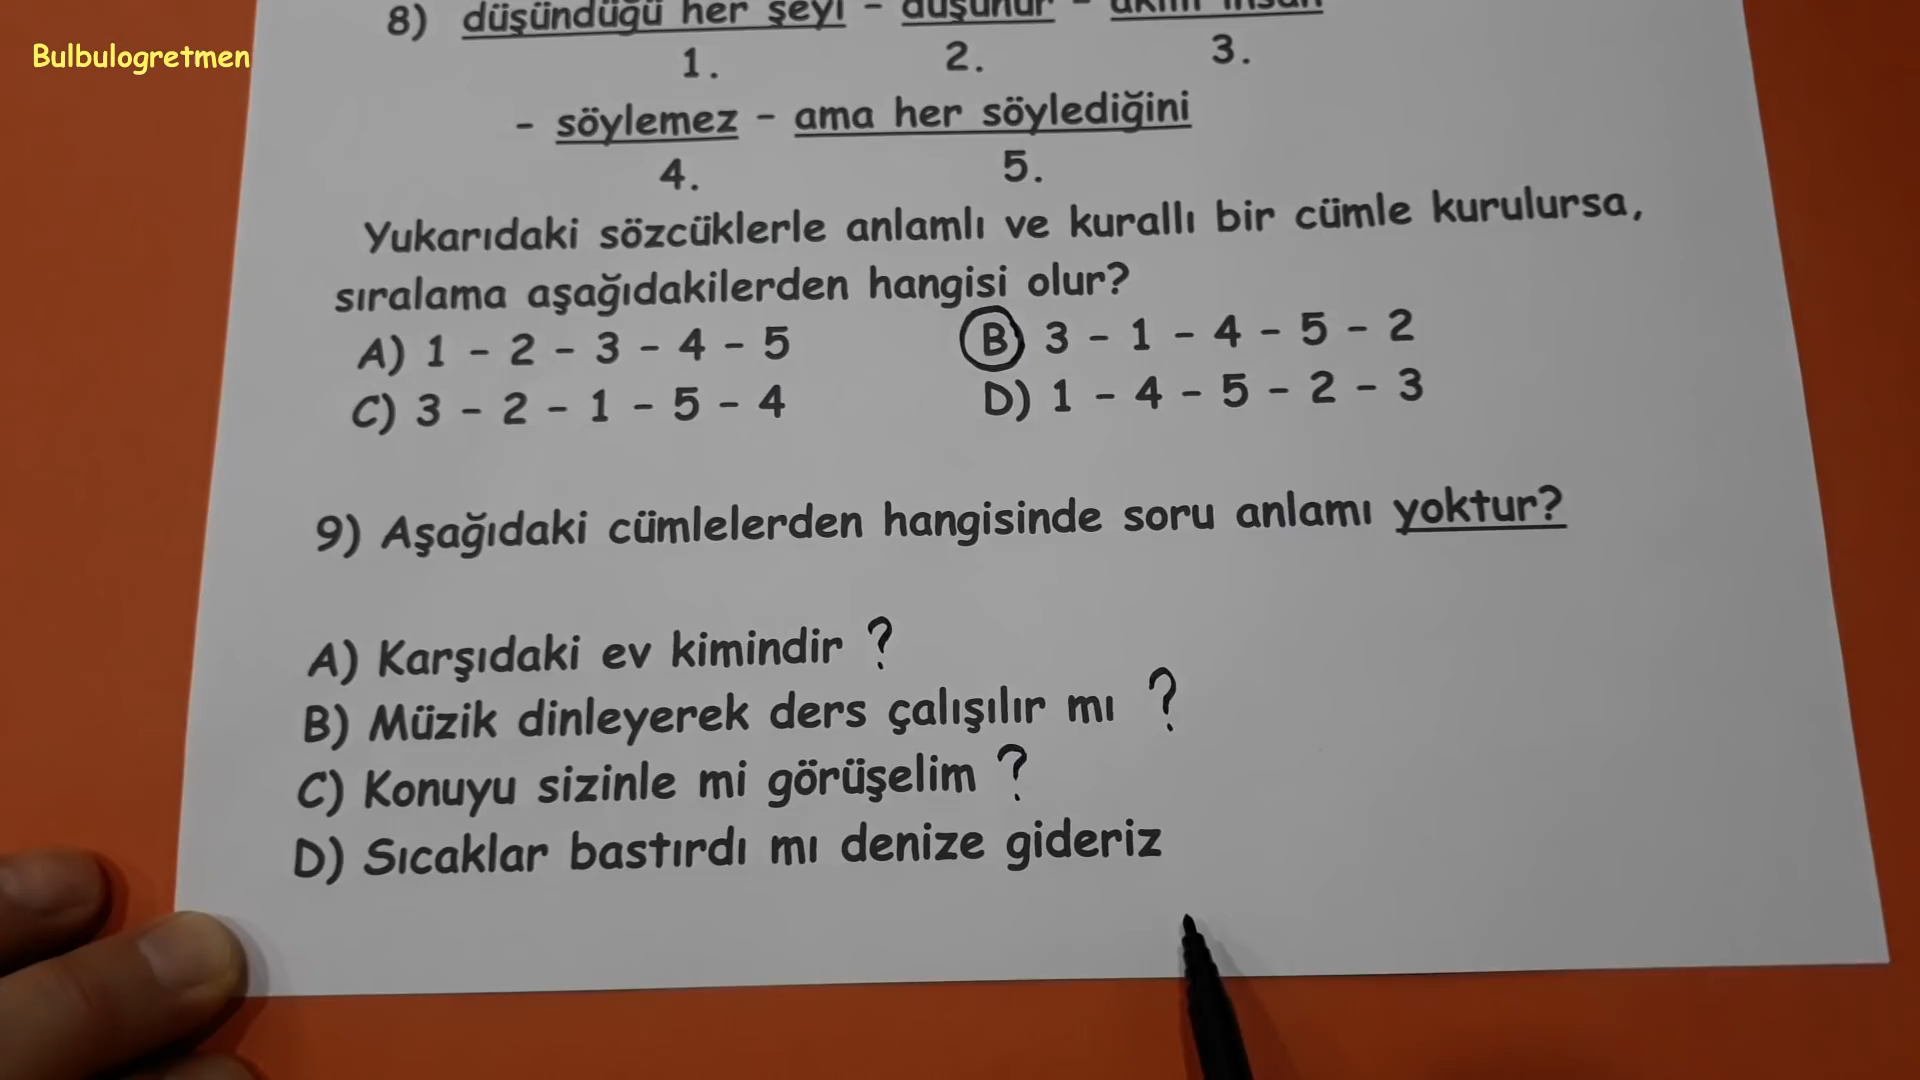 Bulbulogretmen
8) düşündüğü her şeyi - düşünür - akıllı insan
1. 2. 3.
- söylemez - ama her söylediğini
4. 5.
Yukarıdaki sözcüklerle anlamlı ve kurallı bir cümle kurulursa,
sıralama aşağıdakilerden hangisi olur?
A) 1 - 2 - 3 - 4 - 5 B) 3 - 1 - 4 - 5 - 2
C) 3 - 2 - 1 - 5 - 4 D) 1 - 4 - 5 - 2 - 3
9) Aşağıdaki cümlelerden hangisinde soru anlamı yoktur?
A) Karşıdaki ev kimindir ?
B) Müzik dinleyerek ders çalışılır mı ?
C) Konuyu sizinle mi görüşelim ?
D) Sıcaklar bastırdı mı denize gideriz